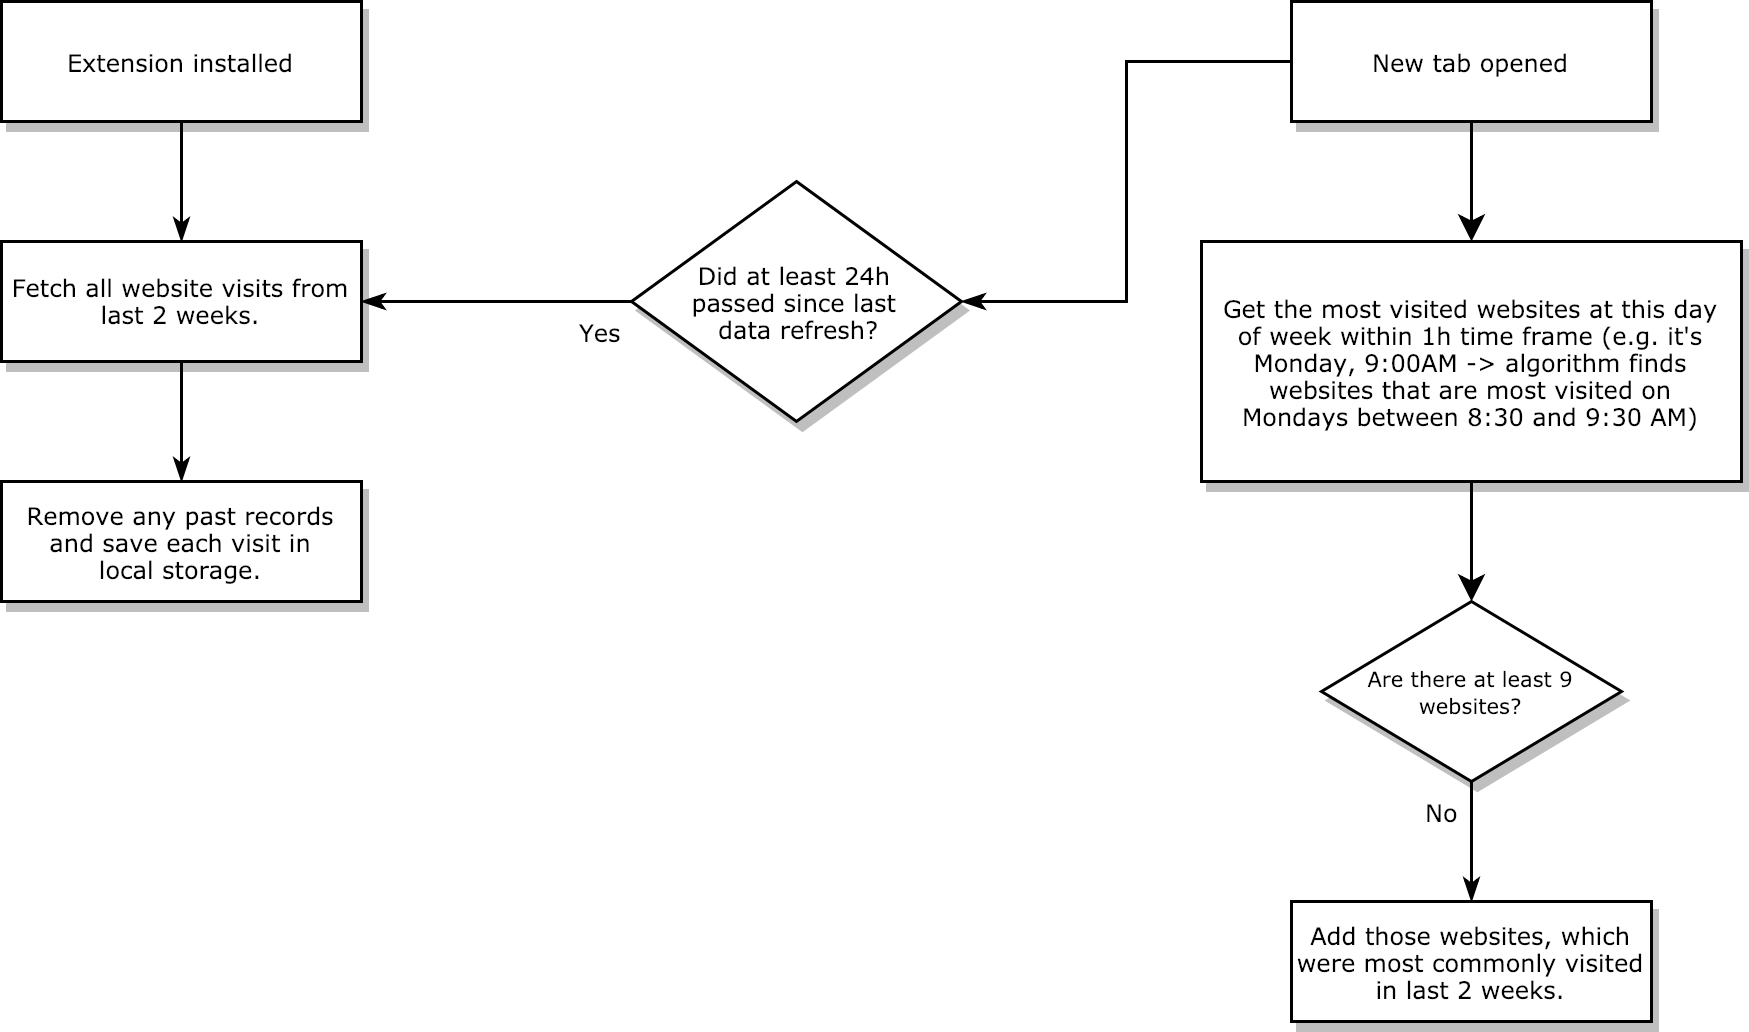 Extension installed
New tab opened
Fetch all website visits from
last 2 weeks.
Yes
Did at least 24h
passed since last
data refresh?
Get the most visited websites at this day
of week within 1h time frame (e.g. it's
Monday, 9:00AM -> algorithm finds
websites that are most visited on
Mondays between 8:30 and 9:30 AM)
Remove any past records
and save each visit in
local storage.
Are there at least 9
websites?
No
Add those websites, which
were most commonly visited
in last 2 weeks.